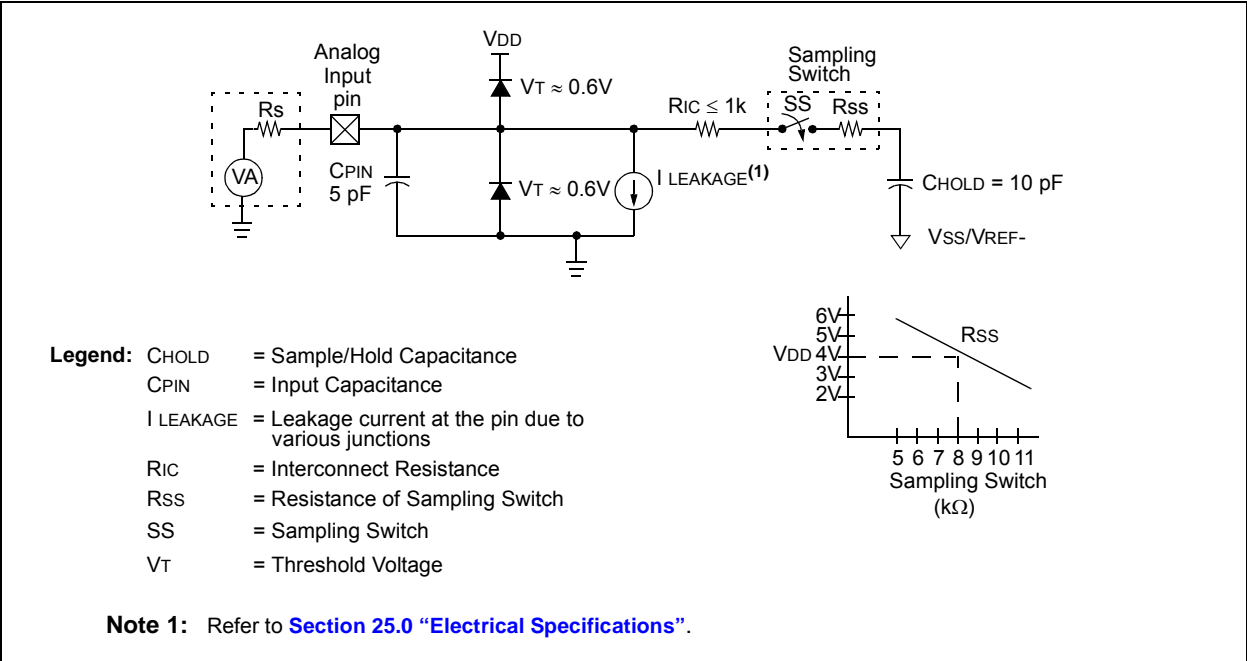 VDD
Analog
Input
pin
Sampling
Switch
VT ≈ 0.6V
Rs
RIC ≤ 1k
SS
Rss
VA
CPIN
5 pF
VT ≈ 0.6V
I LEAKAGE(1)
CHOLD = 10 pF
VSS/VREF-
6V
5V
VDD 4V
3V
2V
RSS
5 6 7 8 9 10 11
Sampling Switch
(kΩ)
Legend: CHOLD = Sample/Hold Capacitance
CPIN = Input Capacitance
I LEAKAGE = Leakage current at the pin due to
various junctions
RIC = Interconnect Resistance
RSS = Resistance of Sampling Switch
SS = Sampling Switch
VT = Threshold Voltage
Note 1: Refer to Section 25.0 “Electrical Specifications”.